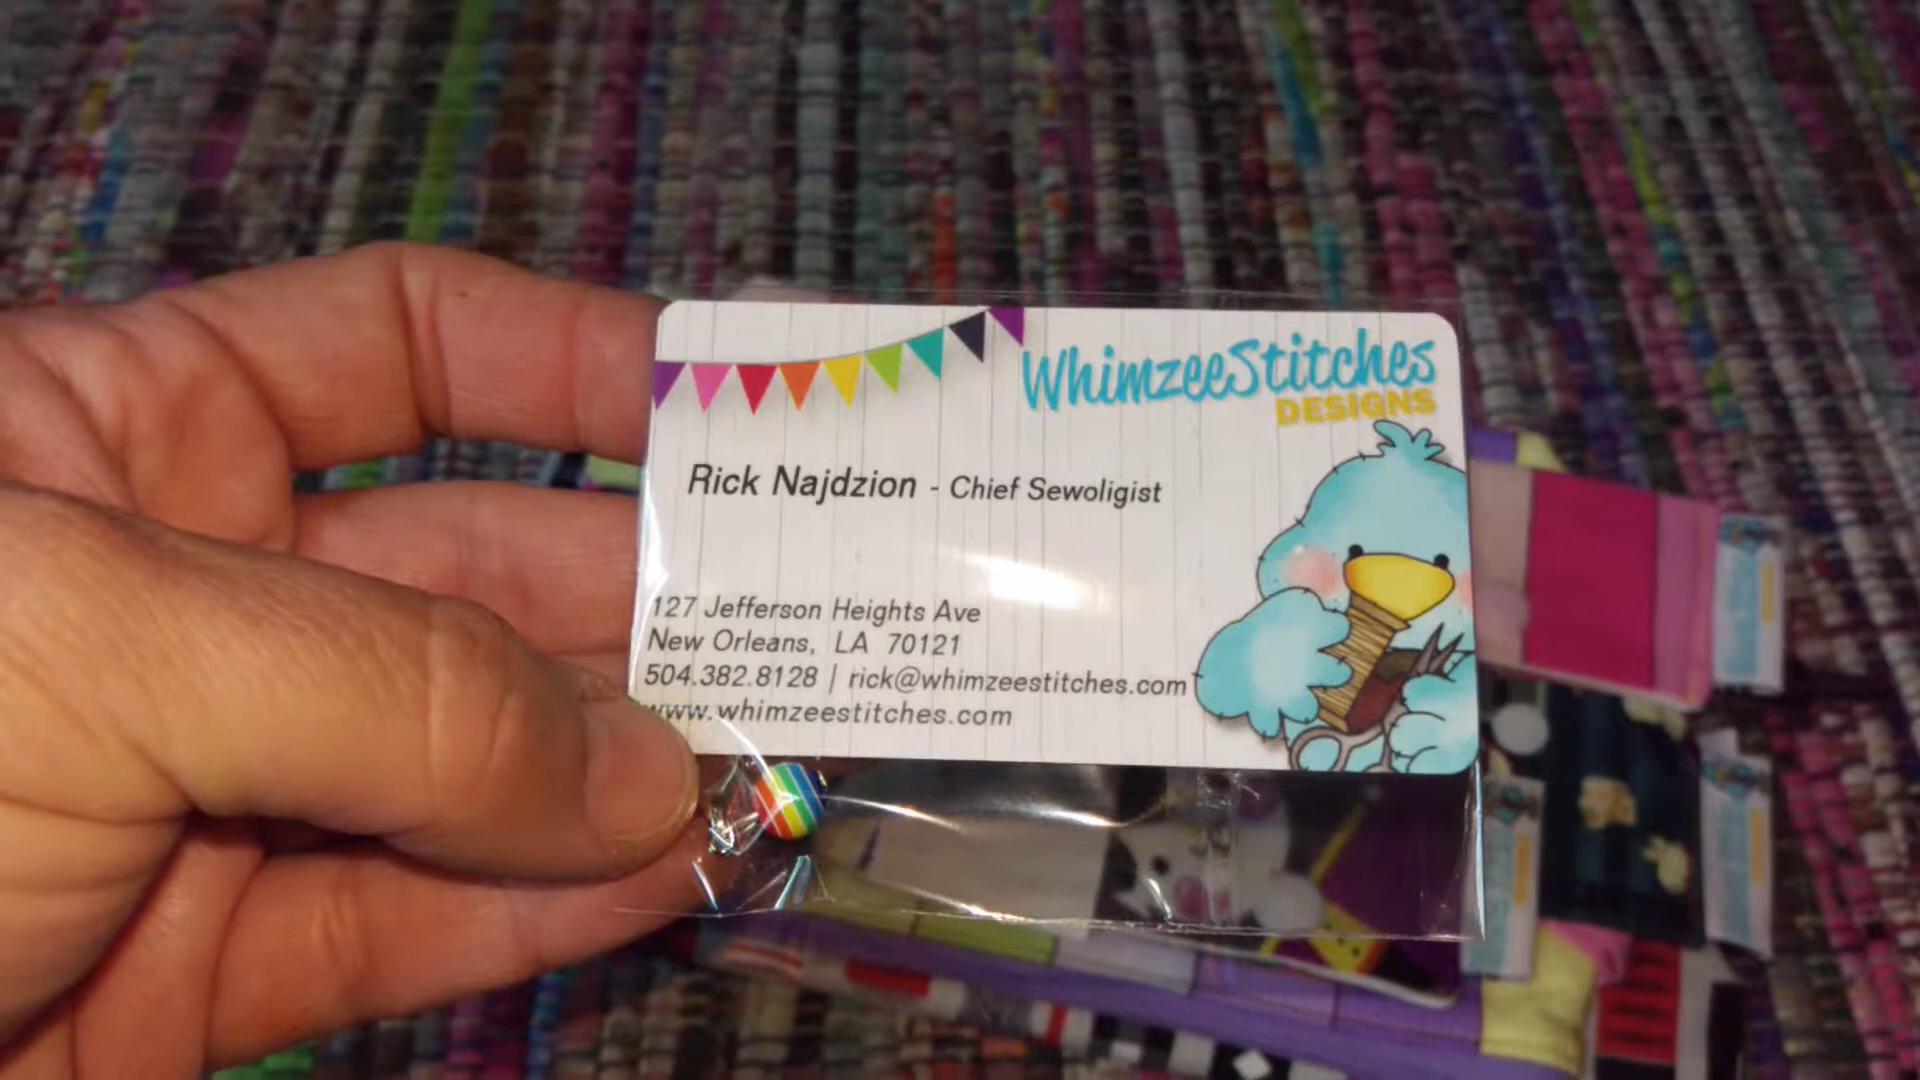 WhimzeeStitches
DESIGNS
Rick Najdzion - Chief Sewoligist
127 Jefferson Heights Ave
New Orleans, LA 70121
504.382.8128 | rick@whimzeestitches.com
www.whimzeestitches.com